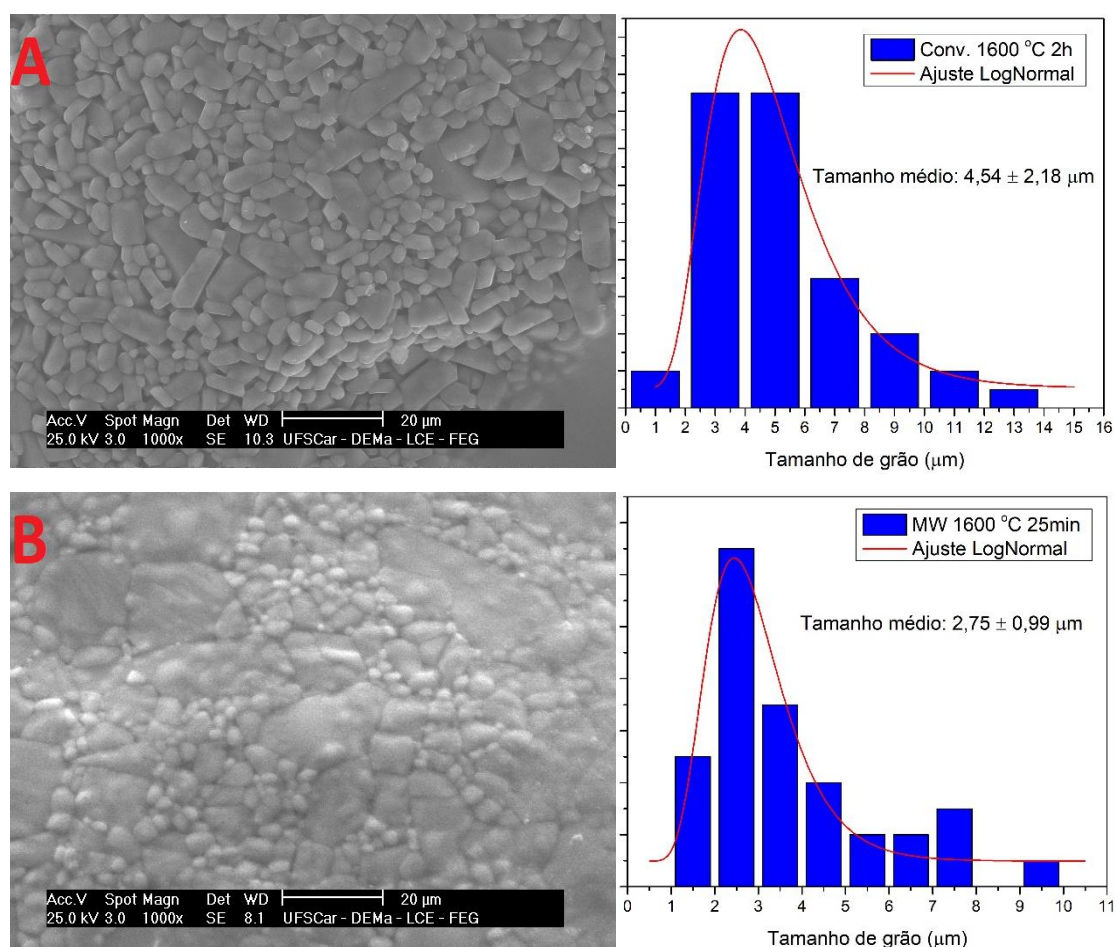 A
Acc.V Spot Magn Det WD 20 μm
25.0 kV 3.0 1000x SE 10.3 UFSCar - DEMa - LCE - FEG
Conv. 1600 °C 2h
Ajuste LogNormal
Tamanho médio: 4,54 ± 2,18 μm
0 1 2 3 4 5 6 7 8 9 10 11 12 13 14 15 16
Tamanho de grão (μm)
B
Acc.V Spot Magn Det WD 20 μm
25.0 kV 3.0 1000x SE 8.1 UFSCar - DEMa - LCE - FEG
MW 1600 °C 25min
Ajuste LogNormal
Tamanho médio: 2,75 ± 0,99 μm
0 1 2 3 4 5 6 7 8 9 10 11
Tamanho de grão (μm)